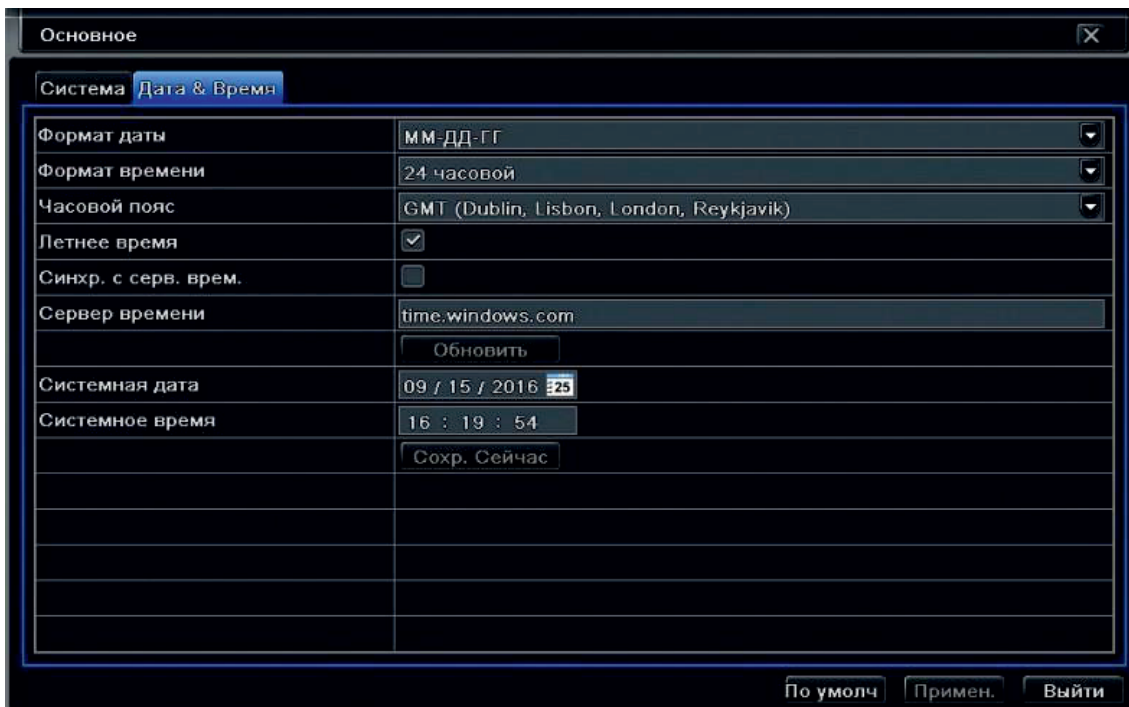 Основное
Система Дата & Время
Формат даты ММ-ДД-ГГ
Формат времени 24 часовой
Часовой пояс GMT (Dublin, Lisbon, London, Reykjavik)
Летнее время
Синхр. с серв. врем.
Сервер времени time.windows.com
Обновить
Системная дата 09 / 15 / 2016 25
Системное время 16 : 19 : 54
Сохр. Сейчас
По умолч Примен. Выйти